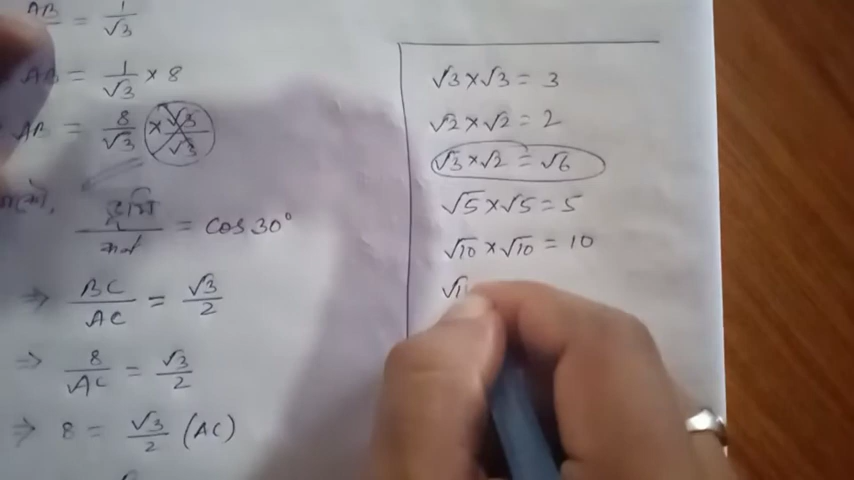 AB = 1/√3
AB = 1/√3 × 8
AB = 8/√3 × √3/√3
= cos 30°
⇒ BC/AC = √3/2
⇒ 8/AC = √3/2
⇒ 8 = √3/2 (AC)
√3 × √3 = 3
√2 × √2 = 2
√3 × √2 = √6
√5 × √5 = 5
√10 × √10 = 10